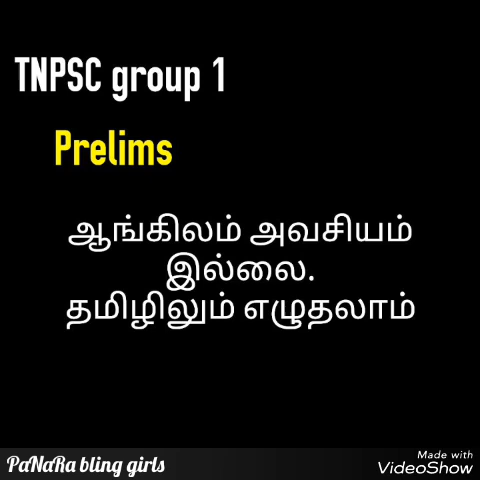 TNPSC group 1
Prelims
ஆங்கிலம் அவசியம்
இல்லை.
தமிழிலும் எழுதலாம்
PaNaRa bling girls
Made with
VideoShow